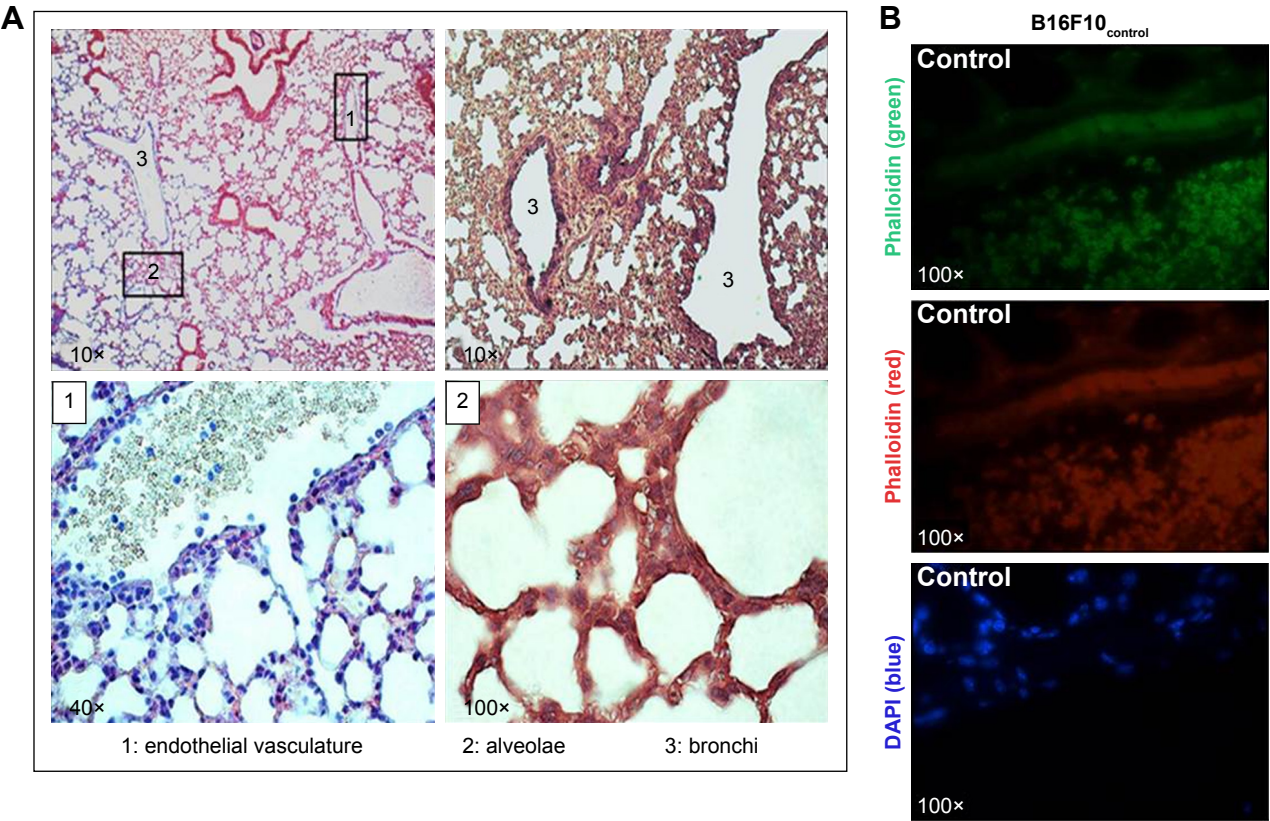 A
1
3
2
10×
3
3
10×
1
40×
2
100×
1: endothelial vasculature
2: alveolae
3: bronchi
B
B16F10control
Phalloidin (green)
Control
100×
Phalloidin (red)
Control
100×
DAPI (blue)
Control
100×